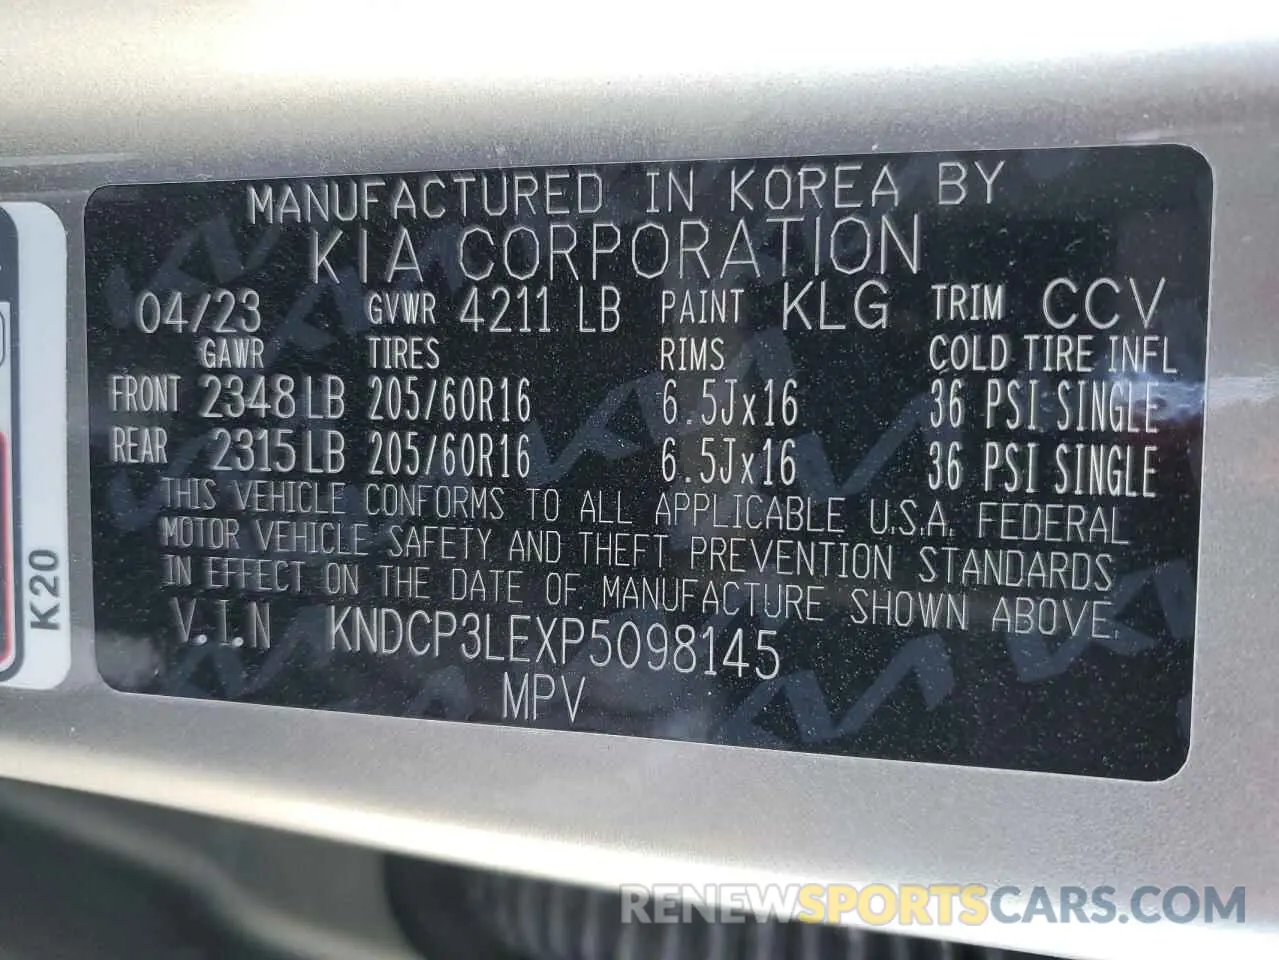 MANUFACTURED IN KOREA BY
KIA CORPORATION
04/23 GVWR 4211 LB PAINT KLG TRIM CCV
GAWR TIRES RIMS COLD TIRE INFL
FRONT 2348 LB 205/60R16 6.5Jx16 36 PSI SINGLE
REAR 2315 LB 205/60R16 6.5Jx16 36 PSI SINGLE
THIS VEHICLE CONFORMS TO ALL APPLICABLE U.S.A. FEDERAL
MOTOR VEHICLE SAFETY AND THEFT PREVENTION STANDARDS
IN EFFECT ON THE DATE OF MANUFACTURE SHOWN ABOVE.
V.I.N KNDCP3LEXP5098145
MPV
K20
RENEWSPORTSCARS.COM